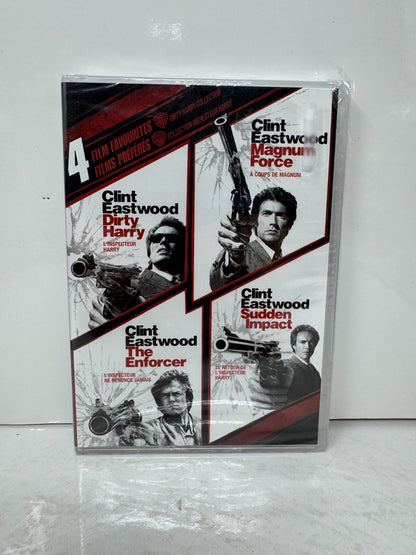 4
FILM FAVOURITES
FILMS PRÉFÉRÉS
DIRTY HARRY COLLECTION
COLLECTION INSPECTEUR HARRY
Clint
Eastwood
Magnum
Force
À COUPS DE MAGNUM
Clint
Eastwood
Dirty
Harry
L'INSPECTEUR
HARRY
Clint
Eastwood
Sudden
Impact
LE RETOUR DE
L'INSPECTEUR
HARRY
Clint
Eastwood
The
Enforcer
L'INSPECTEUR
NE RENONCE JAMAIS